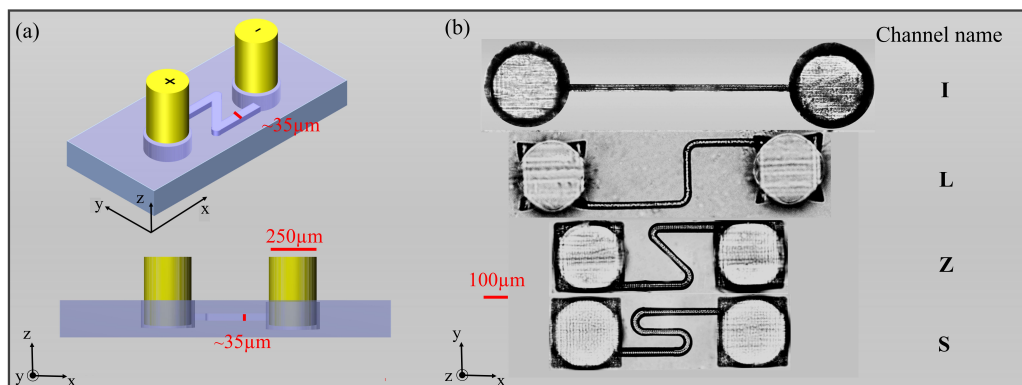 (a)
+
-
~35μm
z
y
x
250μm
~35μm
z
y
x
(b)
Channel name
I
L
Z
100μm
S
y
z
x